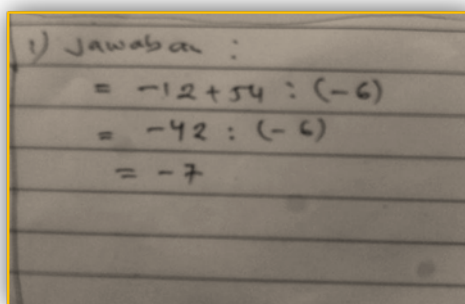 1) Jawaban :
= -12 + 54 : (-6)
= -42 : (-6)
= -7